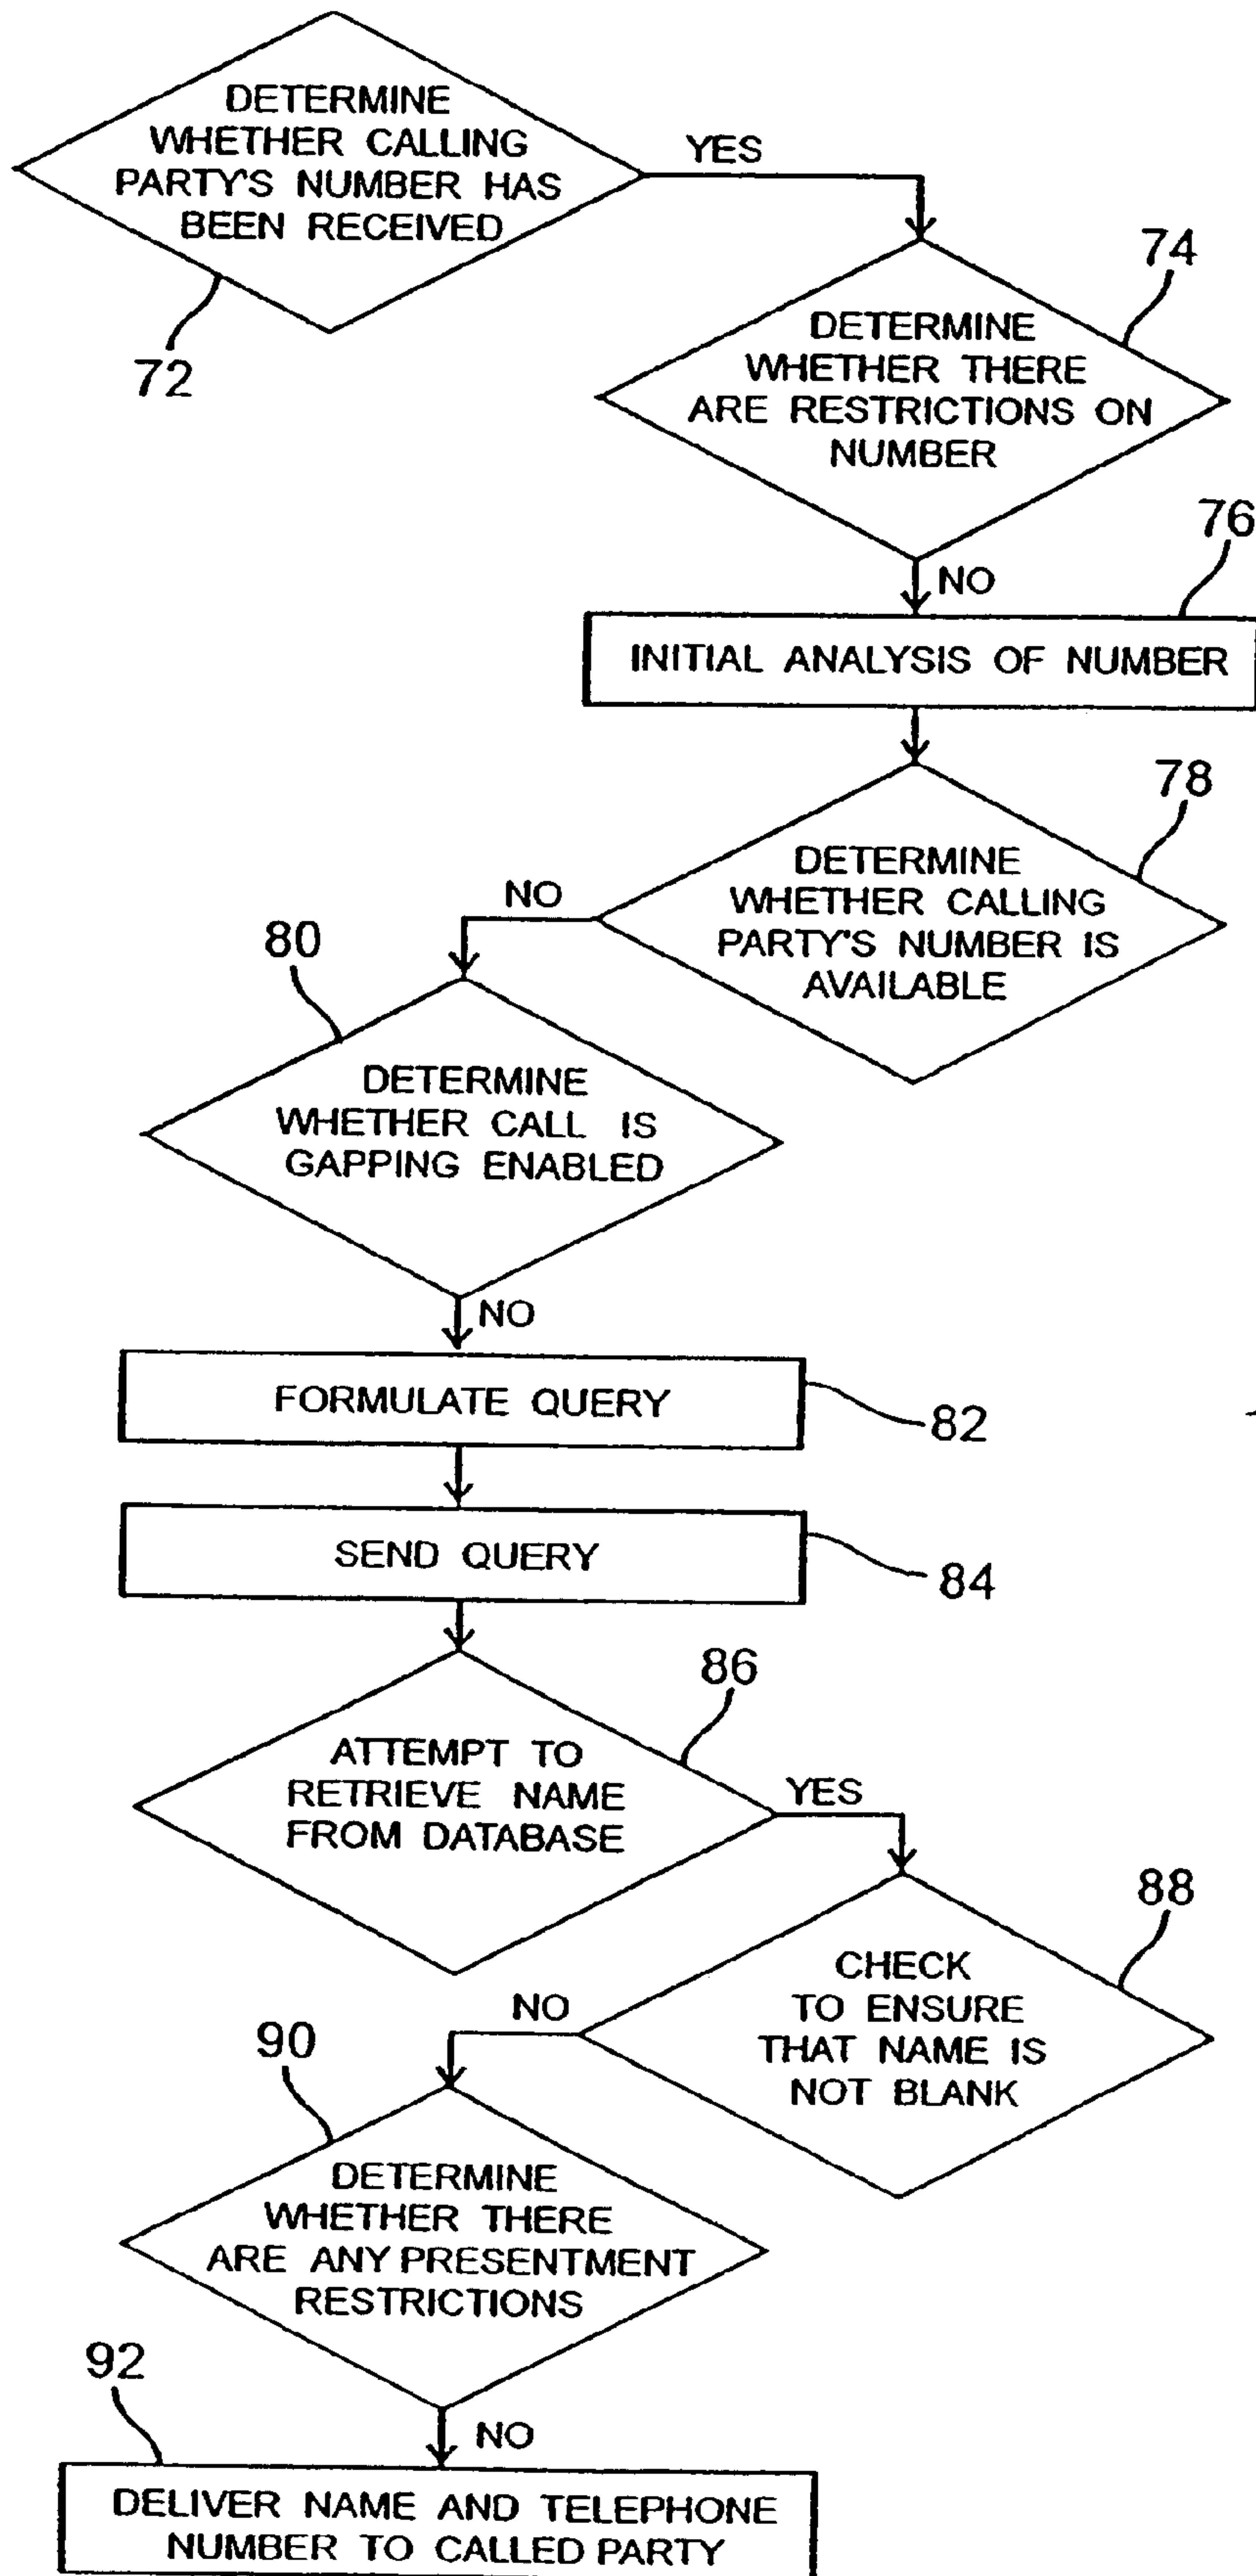 DETERMINE
WHETHER CALLING
PARTY'S NUMBER HAS
BEEN RECEIVED
YES
72
74
DETERMINE
WHETHER THERE
ARE RESTRICTIONS ON
NUMBER
NO
76
INITIAL ANALYSIS OF NUMBER
78
DETERMINE
WHETHER CALLING
PARTY'S NUMBER IS
AVAILABLE
NO
80
DETERMINE
WHETHER CALL IS
GAPPING ENABLED
NO
FORMULATE QUERY
82
SEND QUERY
84
86
ATTEMPT TO
RETRIEVE NAME
FROM DATABASE
YES
88
CHECK
TO ENSURE
THAT NAME IS
NOT BLANK
NO
90
DETERMINE
WHETHER THERE
ARE ANY PRESENTMENT
RESTRICTIONS
NO
92
DELIVER NAME AND TELEPHONE
NUMBER TO CALLED PARTY